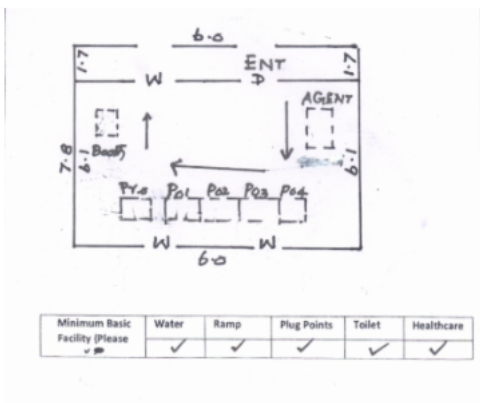 6.0
1.7 ENT 1.7
W D
AGENT
Booth
7.8 6.1 6.1
Pro PO1 PO2 PO3 PO4
W W
6.0
Minimum Basic Facility (Please Water Ramp Plug Points Toilet Healthcare
✓ ✓ ✓ ✓ ✓ ✓